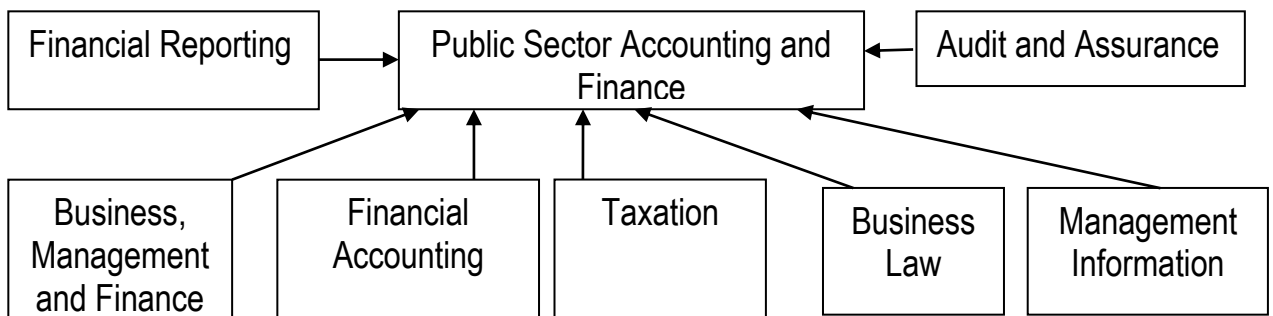 Financial Reporting
Public Sector Accounting and
Finance
Audit and Assurance
Business,
Management
and Finance
Financial
Accounting
Taxation
Business
Law
Management
Information